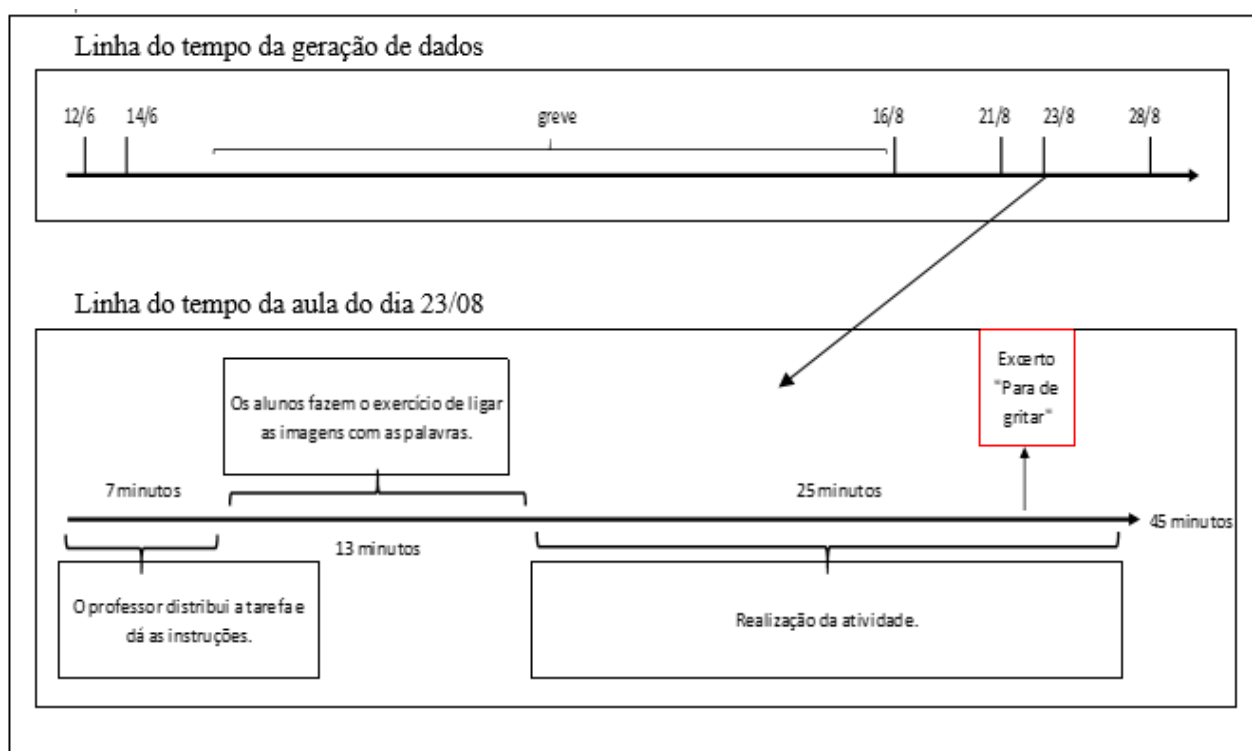 Linha do tempo da geração de dados
12/6 14/6 greve 16/8 21/8 23/8 28/8
Linha do tempo da aula do dia 23/08
Os alunos fazem o exercício de ligar
as imagens com as palavras.
Excerto
"Para de
gritar"
7 minutos
25 minutos
45 minutos
13 minutos
O professor distribui a tarefa e
dá as instruções.
Realização da atividade.